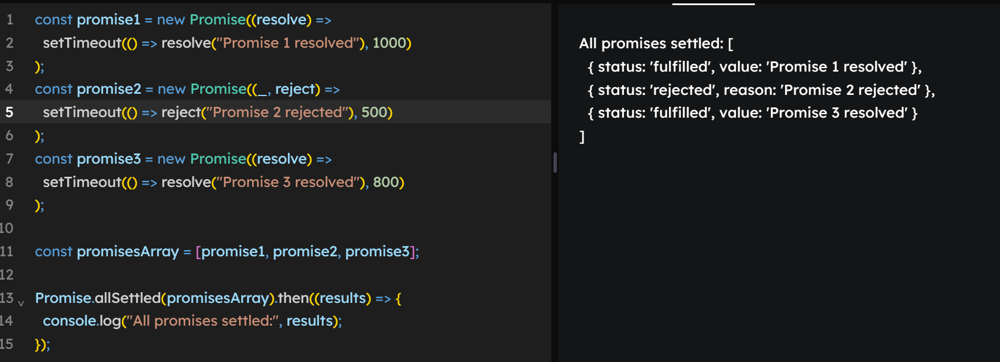 1 const promise1 = new Promise((resolve) =>
2 setTimeout(() => resolve("Promise 1 resolved"), 1000)
3 );
4 const promise2 = new Promise((_, reject) =>
5 setTimeout(() => reject("Promise 2 rejected"), 500)
6 );
7 const promise3 = new Promise((resolve) =>
8 setTimeout(() => resolve("Promise 3 resolved"), 800)
9 );
10
11 const promisesArray = [promise1, promise2, promise3];
12
13 Promise.allSettled(promisesArray).then((results) => {
14 console.log("All promises settled:", results);
15 });
All promises settled: [
{ status: 'fulfilled', value: 'Promise 1 resolved' },
{ status: 'rejected', reason: 'Promise 2 rejected' },
{ status: 'fulfilled', value: 'Promise 3 resolved' }
]